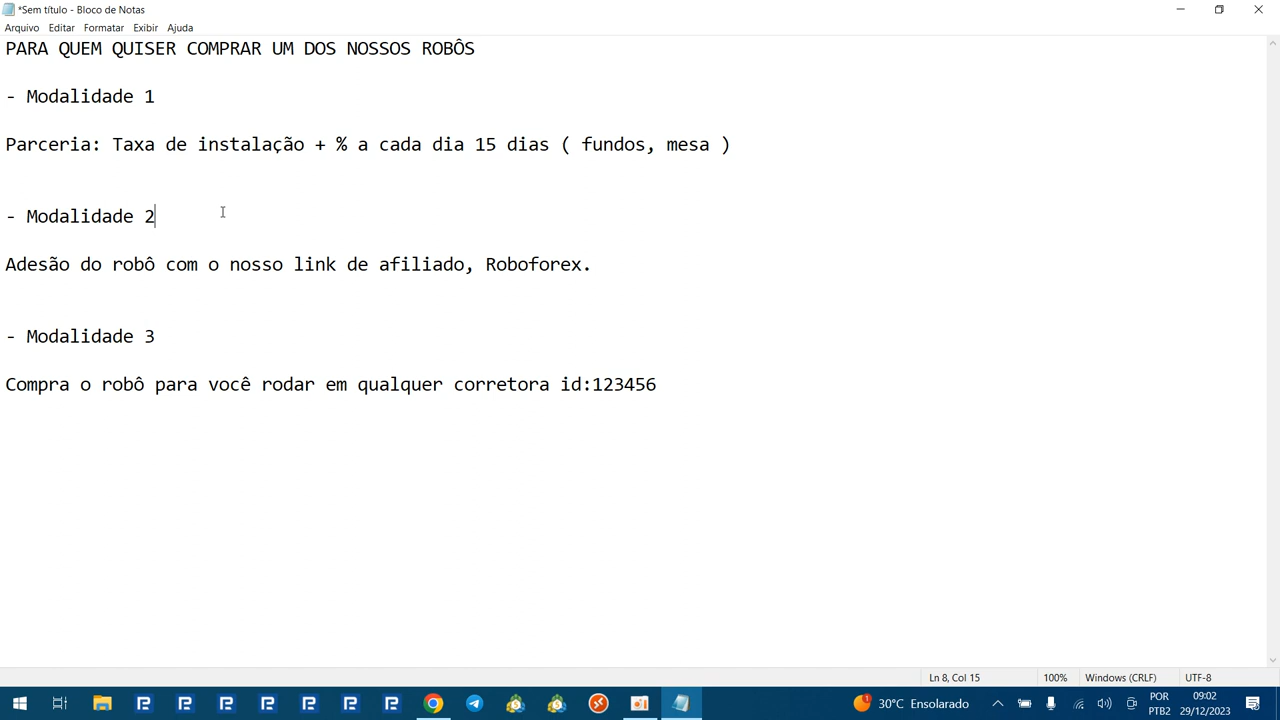 *Sem título - Bloco de Notas
Arquivo Editar Formatar Exibir Ajuda
PARA QUEM QUISER COMPRAR UM DOS NOSSOS ROBÔS
- Modalidade 1
Parceria: Taxa de instalação + % a cada dia 15 dias ( fundos, mesa )
- Modalidade 2
Adesão do robô com o nosso link de afiliado, Roboforex.
- Modalidade 3
Compra o robô para você rodar em qualquer corretora id:123456
Ln 8, Col 15 100% Windows (CRLF) UTF-8
30°C Ensolarado POR 09:02
PTB2 29/12/2023